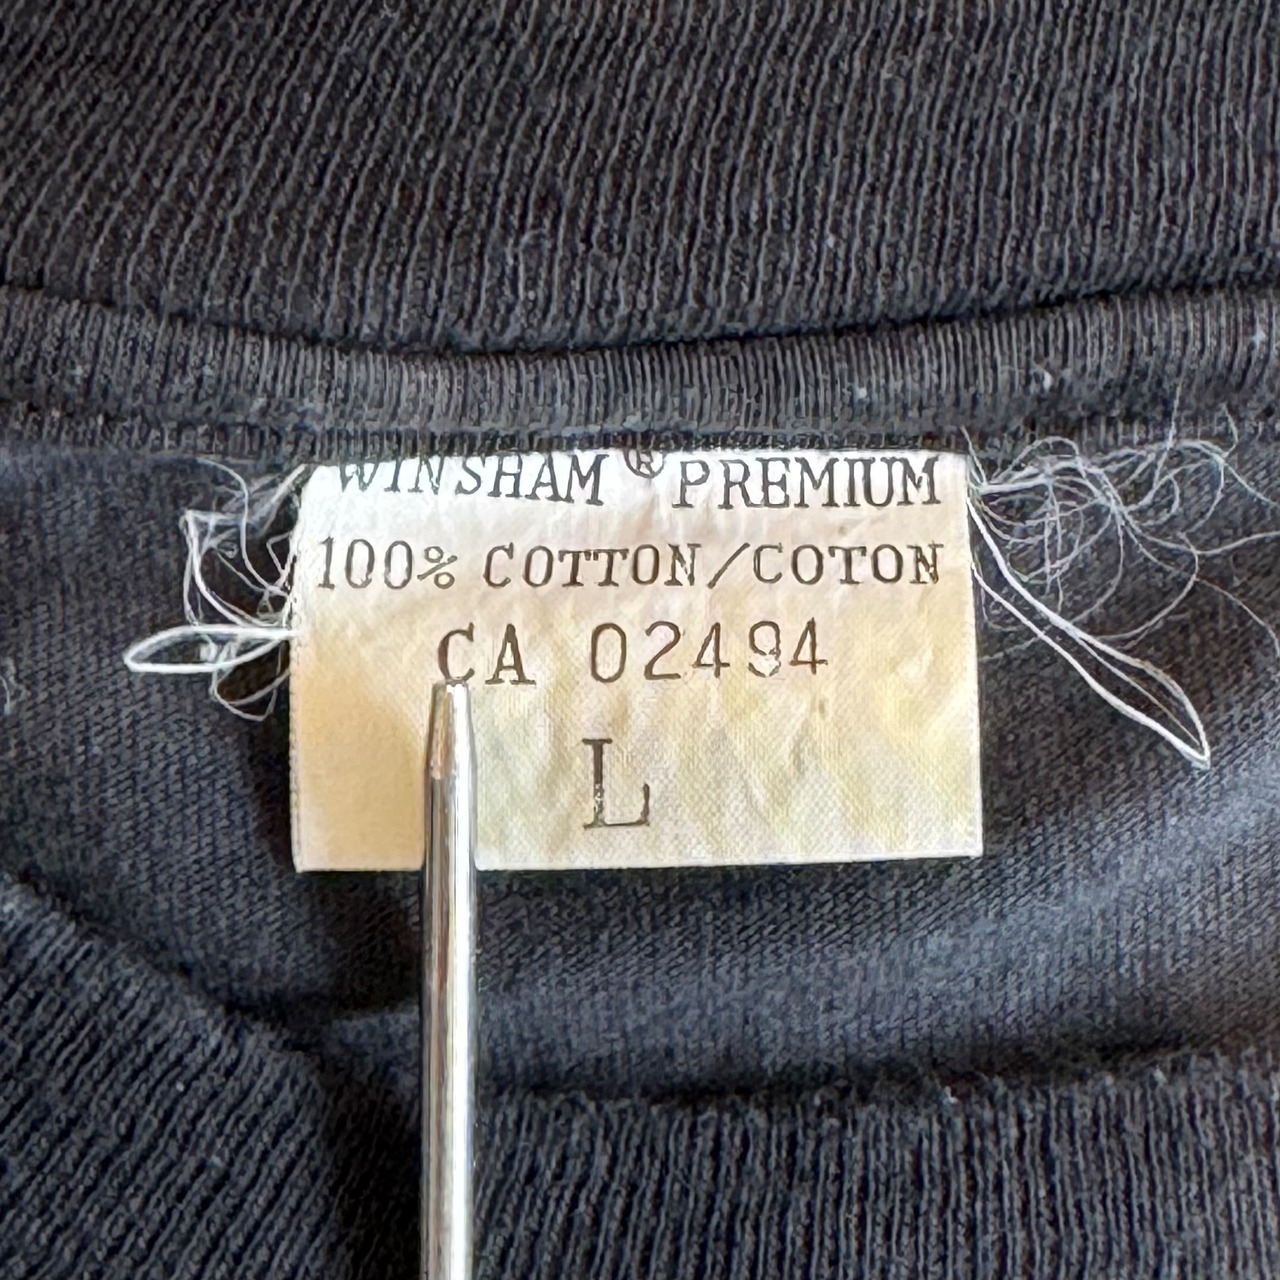 WINSHAM® PREMIUM
100% COTTON/COTON
CA 02494
L